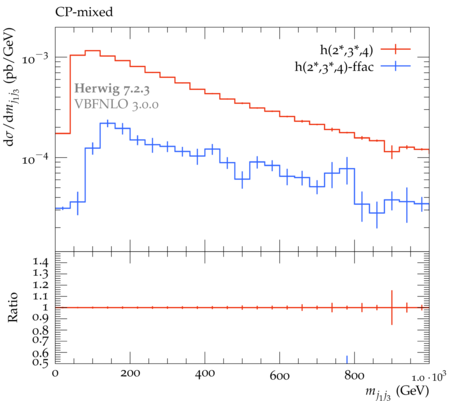 CP-mixed
dσ/dm_{j₁j₃} (pb/GeV)
10⁻³
10⁻⁴
h(2*,3*,4)
h(2*,3*,4)-ffac
Herwig 7.2.3
VBFNLO 3.0.0
Ratio
1.4
1.3
1.2
1.1
1
0.9
0.8
0.7
0.6
0.5
0 200 400 600 800 1.0 · 10³
m_{j₁j₃} (GeV)